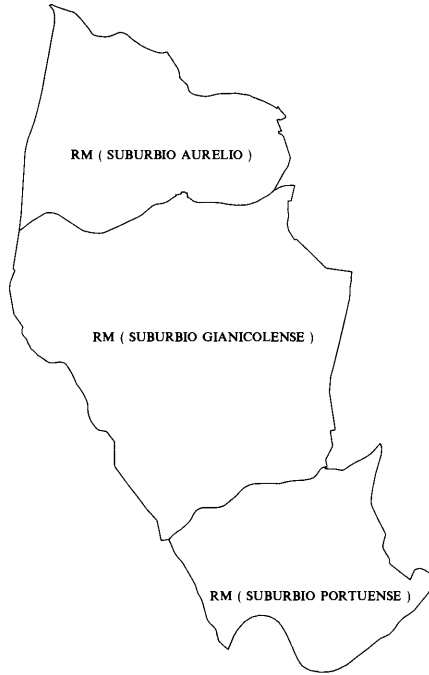 RM ( SUBURBIO AURELIO )
RM ( SUBURBIO GIANICOLENSE )
RM ( SUBURBIO PORTUENSE )